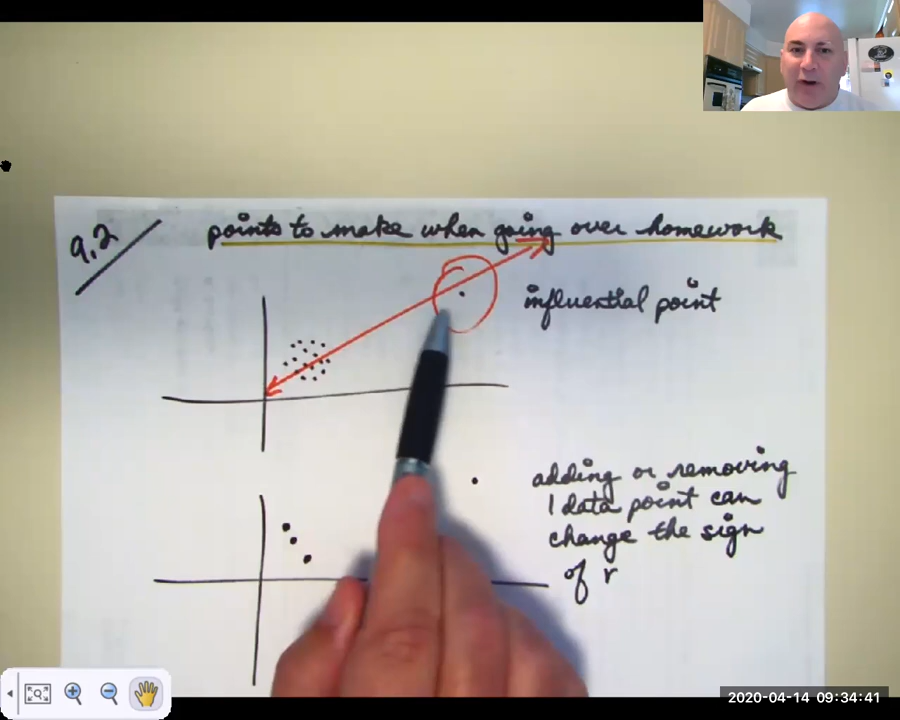 9.2
points to make when going over homework
influential point
adding or removing
1 data point can
change the sign
of r
2020-04-14 09:34:41